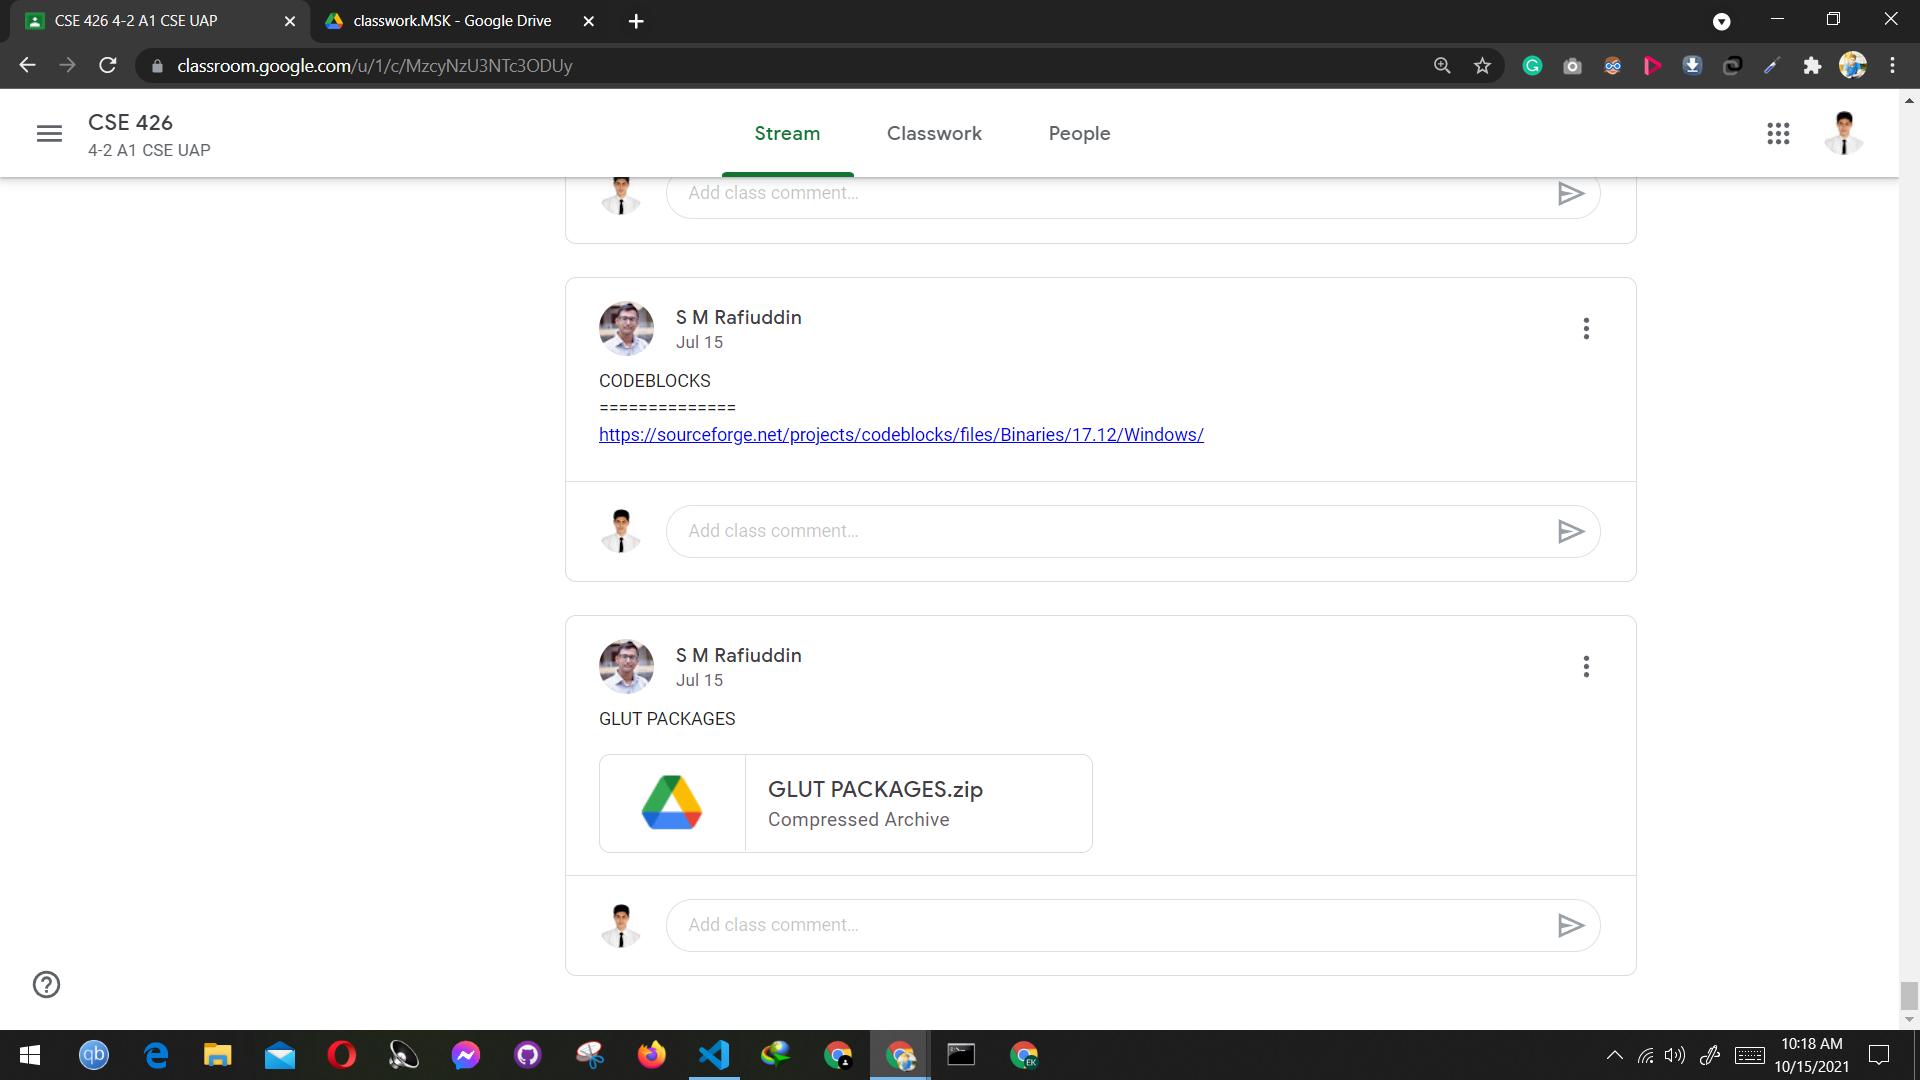 CSE 426 4-2 A1 CSE UAP
classwork.MSK - Google Drive
classroom.google.com/u/1/c/MzcyNzU3NTc3ODUy
CSE 426
4-2 A1 CSE UAP
Stream
Classwork
People
Add class comment...
S M Rafiuddin
Jul 15
CODEBLOCKS
==============
https://sourceforge.net/projects/codeblocks/files/Binaries/17.12/Windows/
Add class comment...
S M Rafiuddin
Jul 15
GLUT PACKAGES
GLUT PACKAGES.zip
Compressed Archive
Add class comment...
qb
EK
10:18 AM
10/15/2021